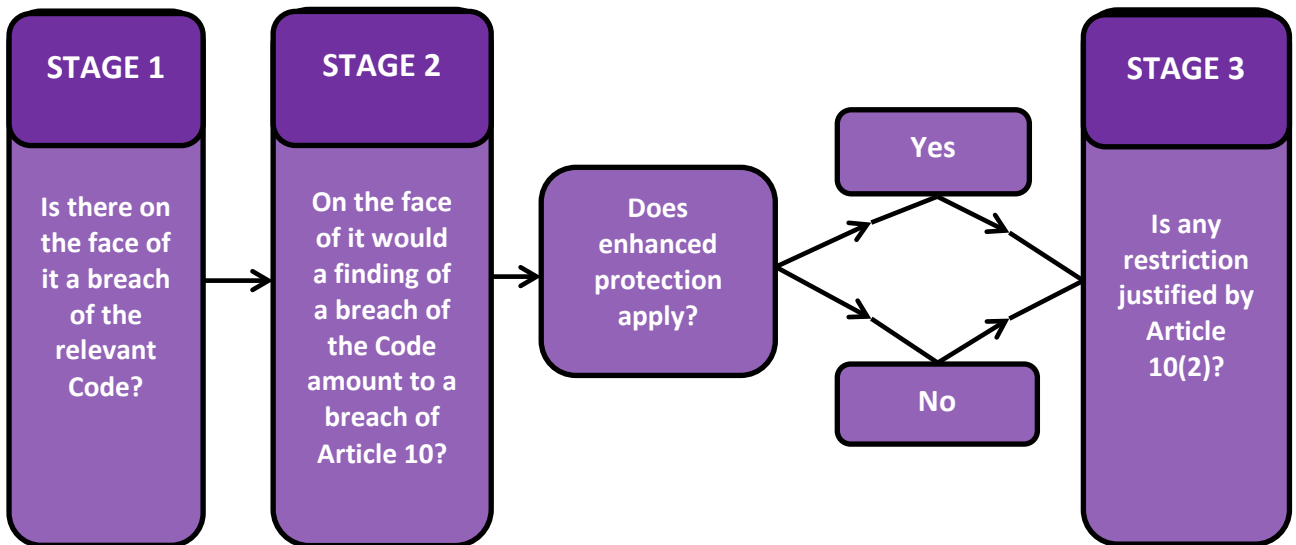 STAGE 1
Is there on
the face of
it a breach
of the
relevant
Code?
STAGE 2
On the face
of it would
a finding of
a breach of
the Code
amount to a
breach of
Article 10?
Does
enhanced
protection
apply?
Yes
No
STAGE 3
Is any
restriction
justified by
Article
10(2)?